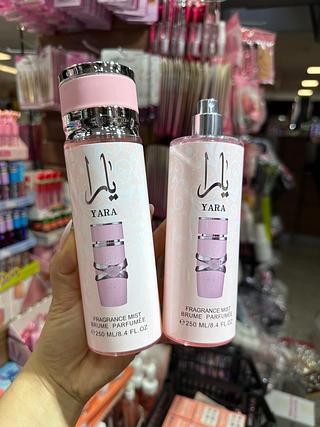 يارا
YARA
FRAGRANCE MIST
BRUME PARFUMÉE
℮250 ML/8.4 FL.OZ
يارا
YARA
FRAGRANCE MIST
BRUME PARFUMÉE
℮250 ML/8.4 FL.OZ